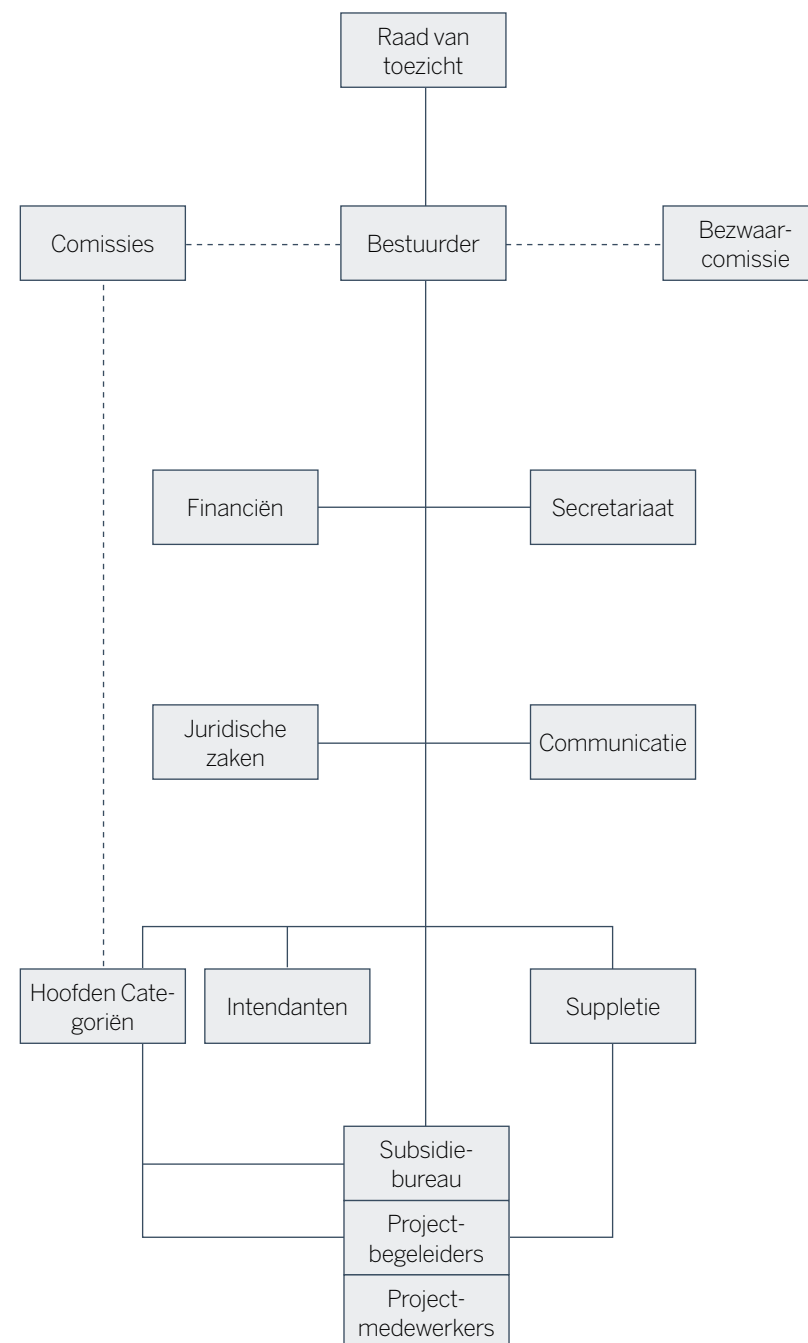 Raad van
toezicht
Comissies
Bestuurder
Bezwaar-
comissie
Financiën
Secretariaat
Juridische
zaken
Communicatie
Hoofden Cate-
goriën
Intendanten
Suppletie
Subsidie-
bureau
Project-
begeleiders
Project-
medewerkers